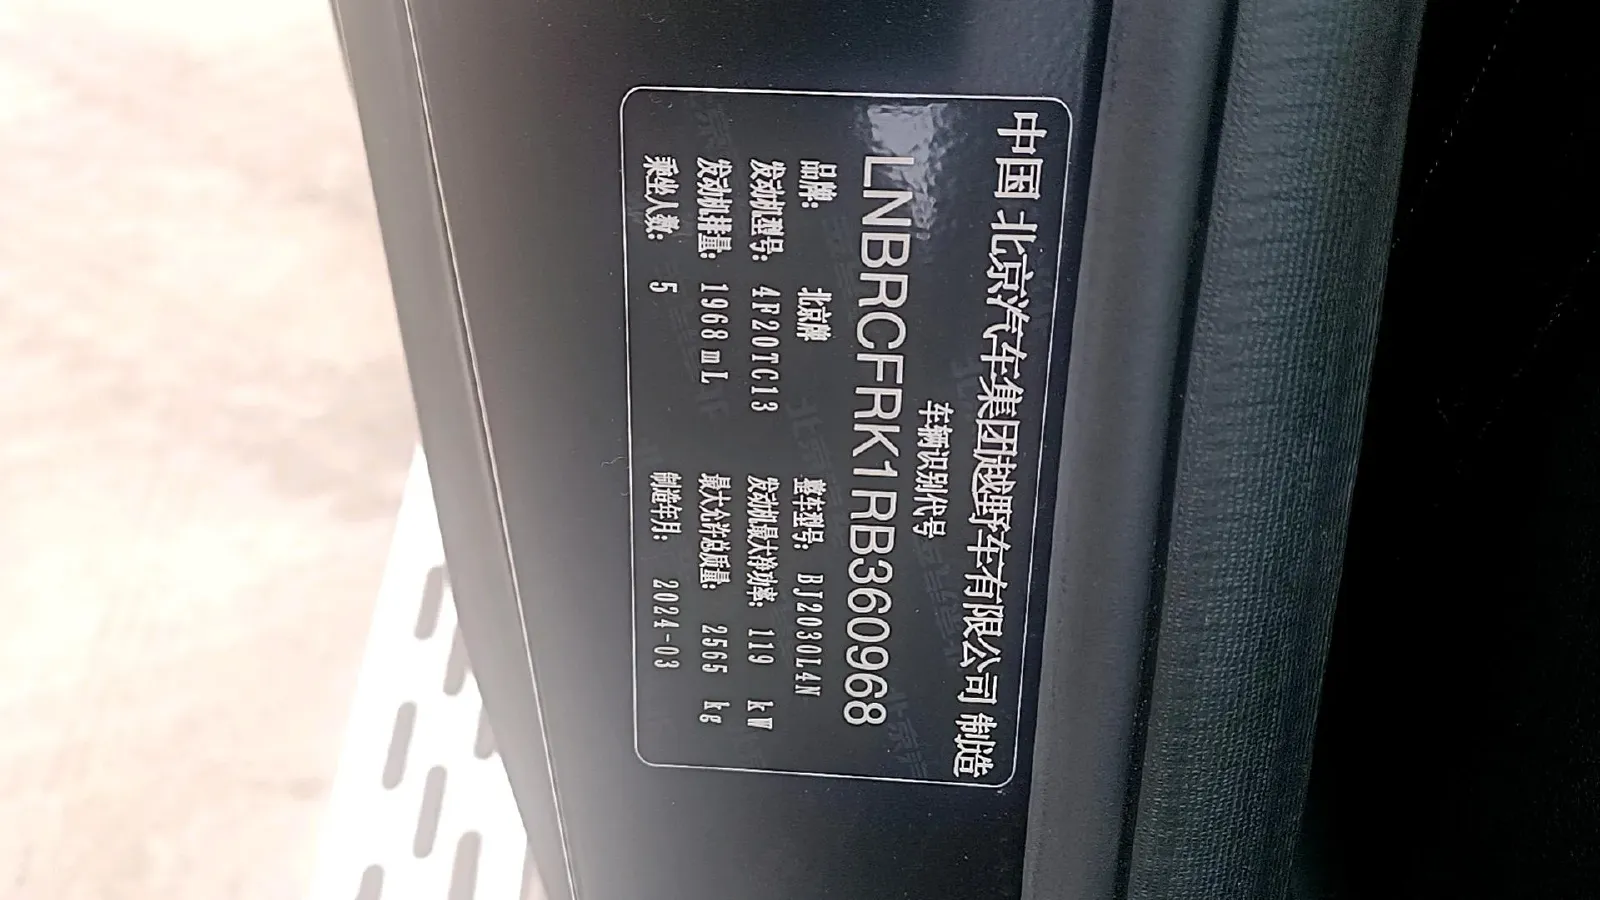 中国 北京汽车集团越野车有限公司 制造
车辆识别代号
LNBRCFRK1RB360968
品牌: 北京牌 整车型号: BJ2030L4N
发动机型号: 4F20TC13 发动机最大净功率: 119 kW
发动机排量: 1968mL 最大允许总质量: 2565 kg
乘坐人数: 5 制造年月: 2024-03